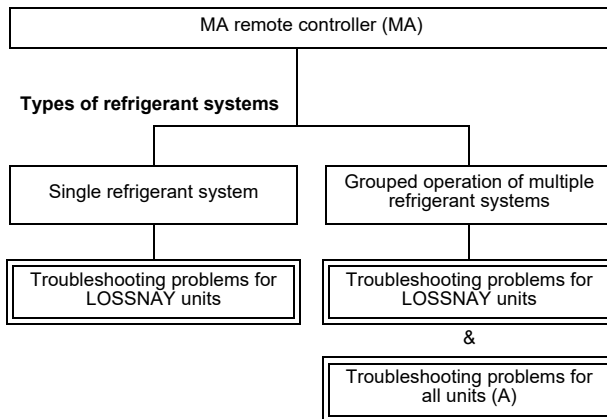 MA remote controller (MA)
Types of refrigerant systems
Single refrigerant system
Grouped operation of multiple
refrigerant systems
Troubleshooting problems for
LOSSNAY units
Troubleshooting problems for
LOSSNAY units
&
Troubleshooting problems for
all units (A)